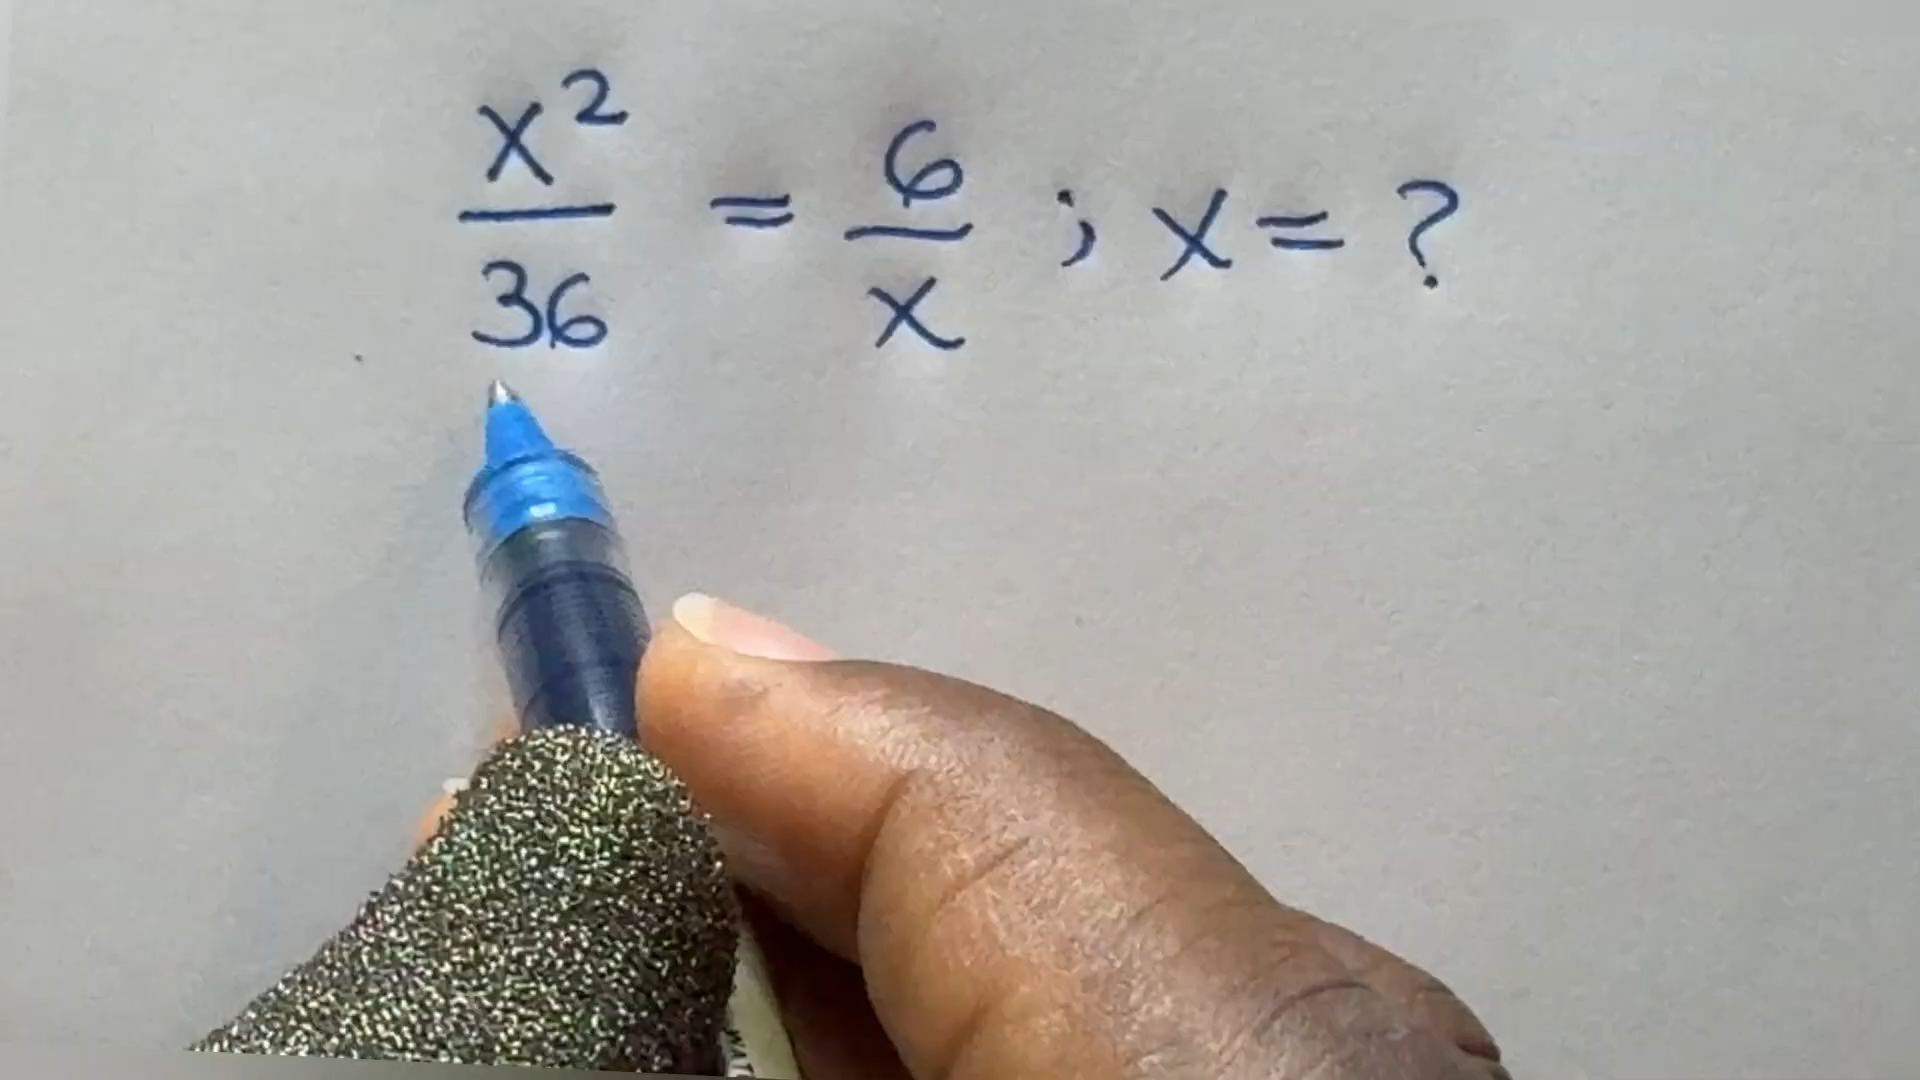 x²/36 = 6/x ; x = ?